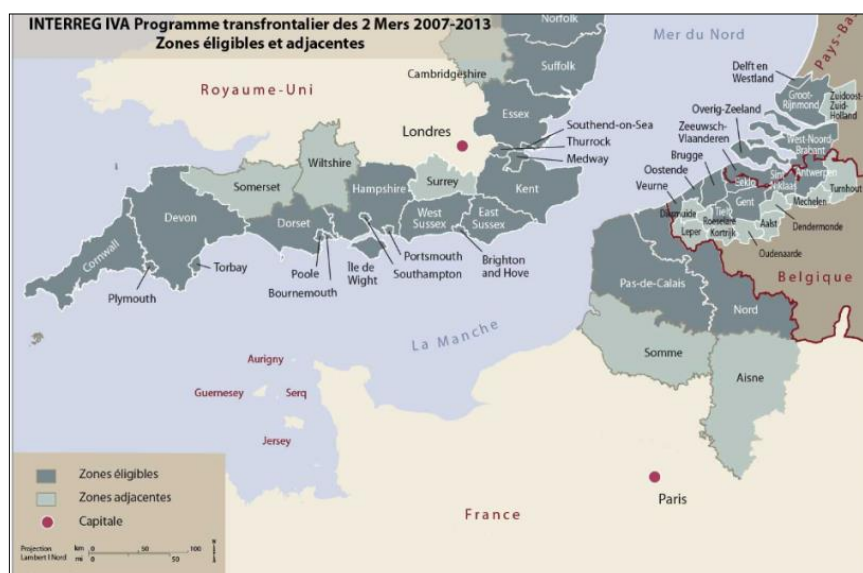 INTERREG IVA Programme transfrontalier des 2 Mers 2007-2013
Zones éligibles et adjacentes
Norfolk
Mer du Nord
Pays-Ba
Cambridgeshire
Suffolk
Delft en
Westland
Royaume-Uni
Essex
Groot-
Rijnmond
Zuidoost-
Zuid-
Holland
Overig-Zeeland
Londres
Southend-on-Sea
Thurrock
Medway
Zeeuwsch-
Vlaanderen
West-Noord-
Brabant
Wiltshire
Brugge
Oostende
Veurne
Somerset
Hampshire
Surrey
Kent
Eeklo
Sint
Niklaas
Antwerpen
Turnhout
Devon
Dorset
West
Sussex
East
Sussex
Diksmuide
Tielt
Roeselare
Gent
Mechelen
Ieper
Kortrijk
Aalst
Dendermonde
Oudenaarde
Cornwall
Plymouth
Torbay
Poole
Bournemouth
Île de
Wight
Portsmouth
Southampton
Brighton
and Hove
Belgique
Pas-de-Calais
Nord
La Manche
Somme
Aisne
Aurigny
Guernesey
Serq
Jersey
Zones éligibles
Zones adjacentes
Capitale
Paris
France
Projection
Lambert I Nord
km
0
50
100
mi
0
50